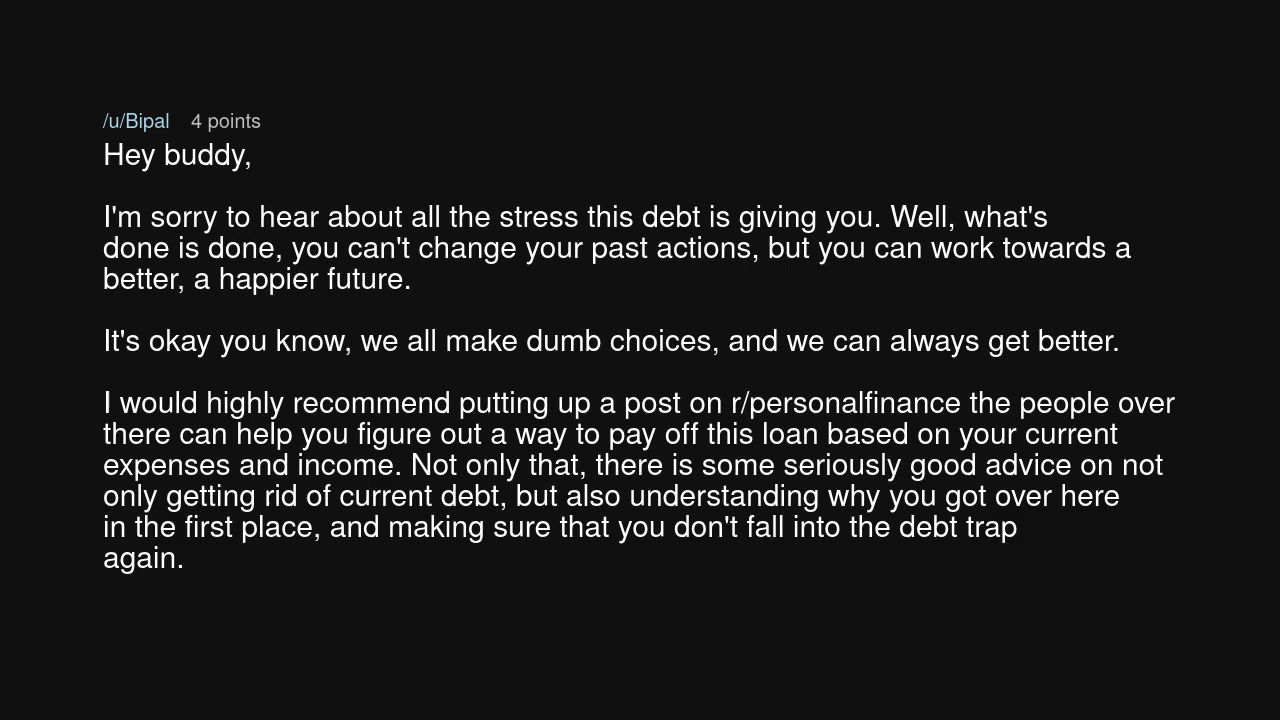 /u/Bipal 4 points
Hey buddy,
I'm sorry to hear about all the stress this debt is giving you. Well, what's
done is done, you can't change your past actions, but you can work towards a
better, a happier future.
It's okay you know, we all make dumb choices, and we can always get better.
I would highly recommend putting up a post on r/personalfinance the people over
there can help you figure out a way to pay off this loan based on your current
expenses and income. Not only that, there is some seriously good advice on not
only getting rid of current debt, but also understanding why you got over here
in the first place, and making sure that you don't fall into the debt trap
again.